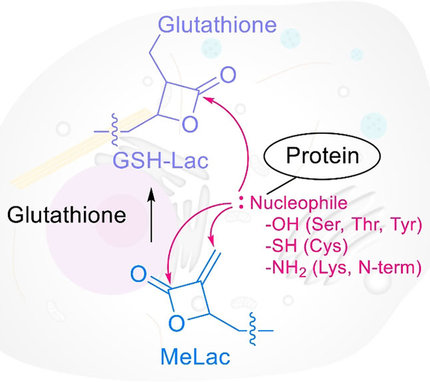 Glutathione
O
O
GSH-Lac
Protein
: Nucleophile
-OH (Ser, Thr, Tyr)
-SH (Cys)
-NH₂ (Lys, N-term)
Glutathione
O
O
MeLac